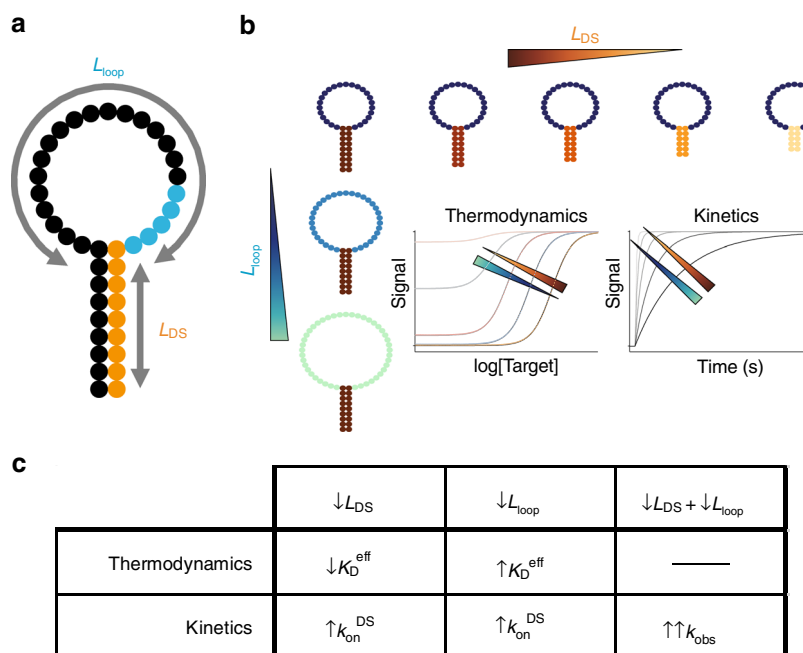 a
L_loop
L_DS
b
L_DS
L_loop
Thermodynamics
Signal
log[Target]
Kinetics
Signal
Time (s)
c
↓L_DS ↓L_loop ↓L_DS + ↓L_loop
Thermodynamics ↓K_D^eff ↑K_D^eff —
Kinetics ↑k_on^DS ↑k_on^DS ↑↑k_obs